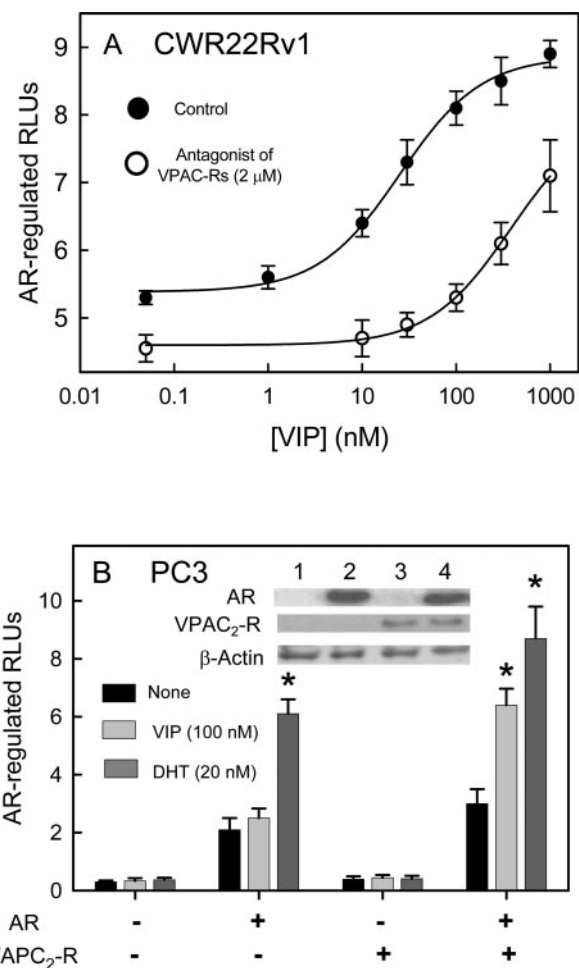 A CWR22Rv1
Control
Antagonist of
VPAC-Rs (2 μM)
AR-regulated RLUs
9
8
7
6
5
0.01 0.1 1 10 100 1000
[VIP] (nM)
B PC3
1 2 3 4
AR
VPAC₂-R
β-Actin
None
VIP (100 nM)
DHT (20 nM)
* * *
AR-regulated RLUs
10
8
6
4
2
0
AR - + - +
VAPC₂-R - - + +